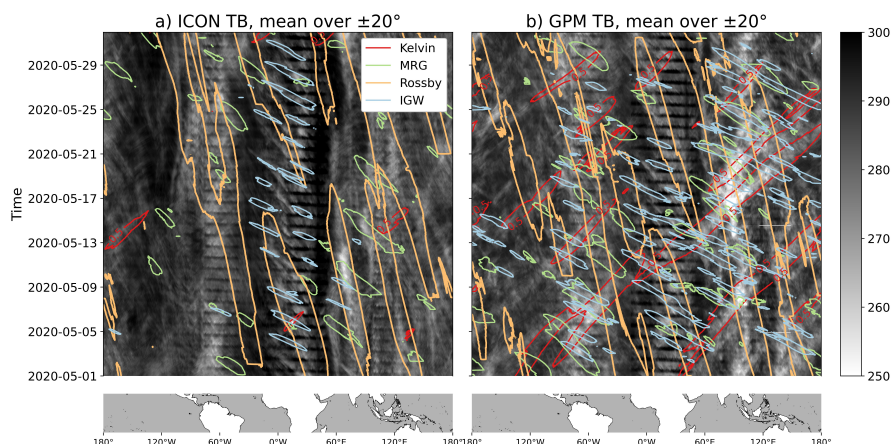 a) ICON TB, mean over ±20°
b) GPM TB, mean over ±20°
Kelvin
MRG
Rossby
IGW
Time
2020-05-29
2020-05-25
2020-05-21
2020-05-17
2020-05-13
2020-05-09
2020-05-05
2020-05-01
300
290
280
270
260
250
180° 120°W 60°W 0° 60°E 120°E 180°
180° 120°W 60°W 0° 60°E 120°E 180°